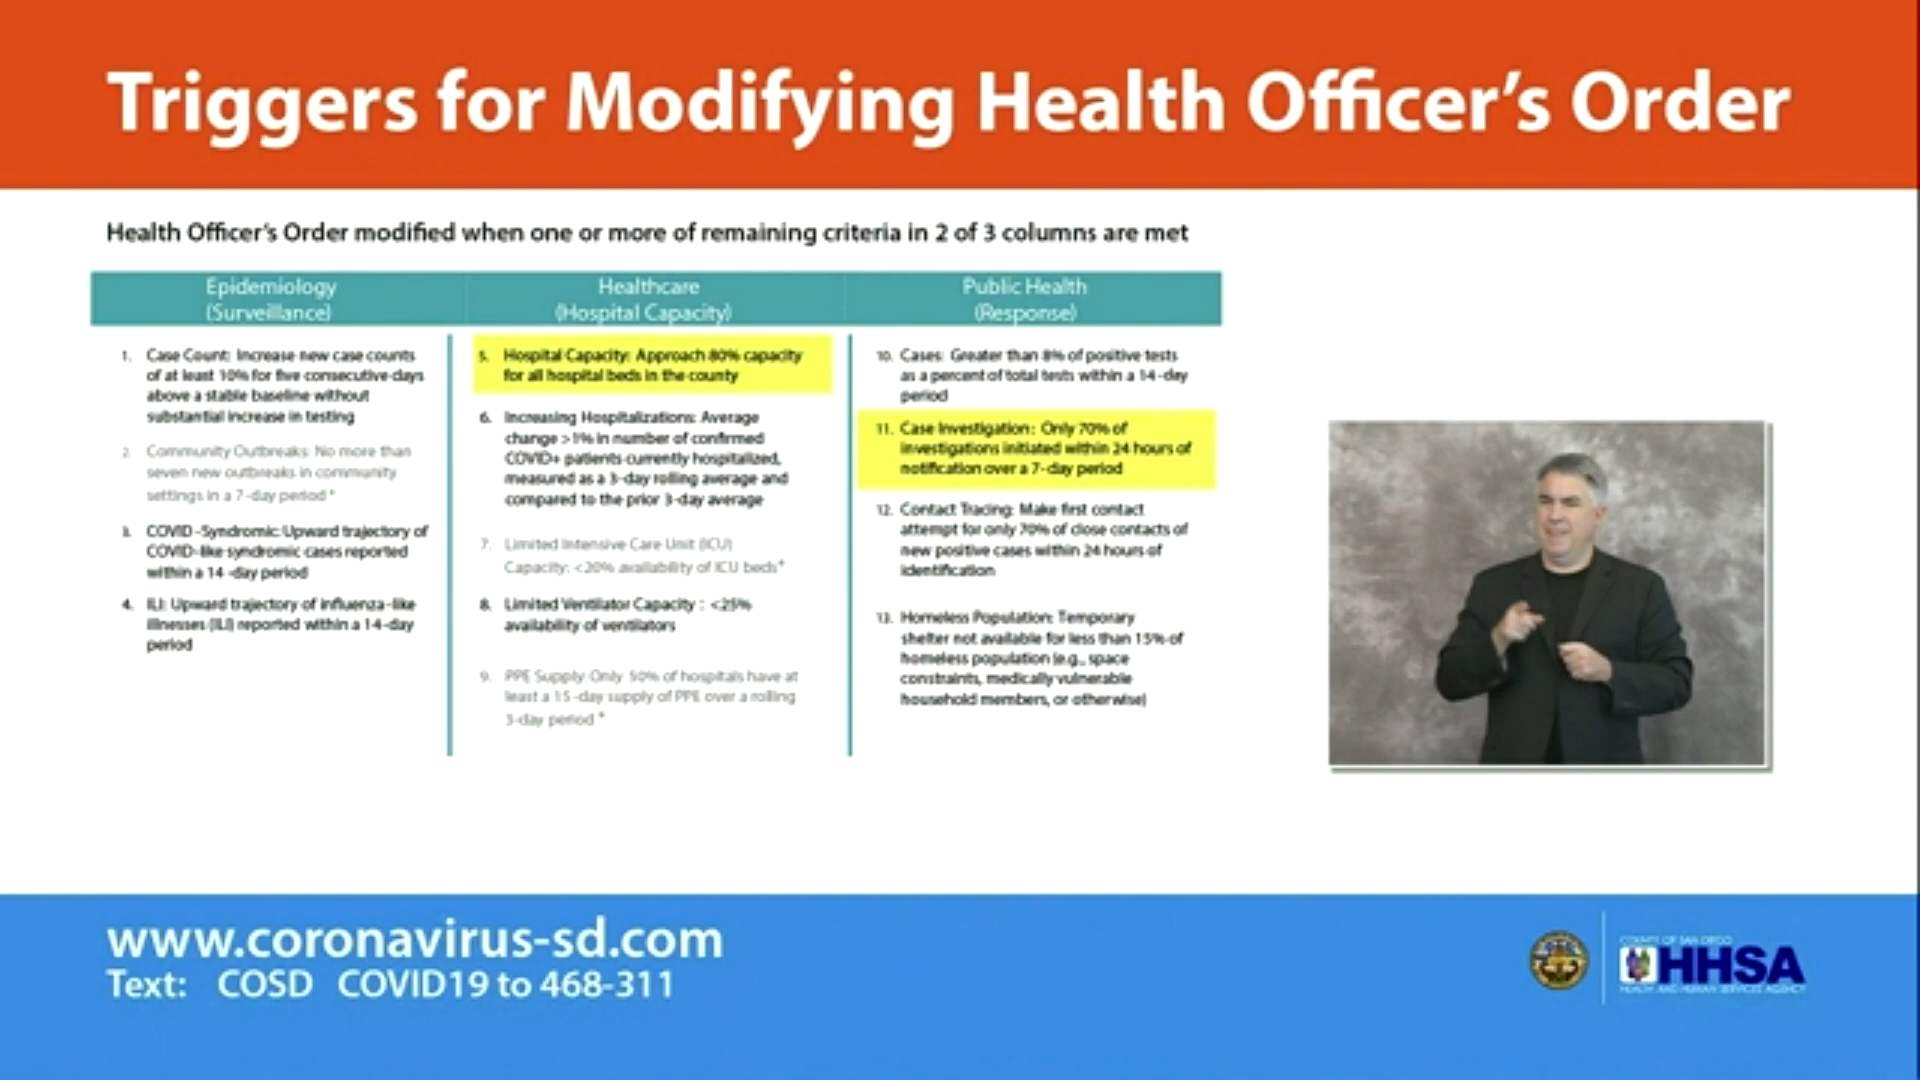 Triggers for Modifying Health Officer's Order
Health Officer's Order modified when one or more of remaining criteria in 2 of 3 columns are met
Epidemiology
(Surveillance)
1. Case Count: Increase new case counts
of at least 10% for five consecutive days
above a stable baseline without
substantial increase in testing
2. Community Outbreaks: No more than
seven new outbreaks in community
settings in a 7-day period*
3. COVID-Syndromic: Upward trajectory of
COVID-like syndromic cases reported
within a 14-day period
4. ILI: Upward trajectory of influenza-like
illnesses (ILI) reported within a 14-day
period
Healthcare
(Hospital Capacity)
5. Hospital Capacity: Approach 80% capacity
for all hospital beds in the county
6. Increasing Hospitalizations: Average
change >1% in number of confirmed
COVID+ patients currently hospitalized,
measured as a 3-day rolling average and
compared to the prior 3-day average
7. Limited Intensive Care Unit (ICU)
Capacity: <20% availability of ICU beds*
8. Limited Ventilator Capacity : <25%
availability of ventilators
9. PPE Supply: Only 50% of hospitals have at
least a 15-day supply of PPE over a rolling
3-day period *
Public Health
(Response)
10. Cases: Greater than 8% of positive tests
as a percent of total tests within a 14-day
period
11. Case Investigation: Only 70% of
investigations initiated within 24 hours of
notification over a 7-day period
12. Contact Tracing: Make first contact
attempt for only 70% of close contacts of
new positive cases within 24 hours of
identification
13. Homeless Population: Temporary
shelter not available for less than 15% of
homeless population (e.g., space
constraints, medically vulnerable
household members, or otherwise)
www.coronavirus-sd.com
Text: COSD COVID19 to 468-311
COUNTY OF SAN DIEGO
HHSA
HEALTH AND HUMAN SERVICES AGENCY